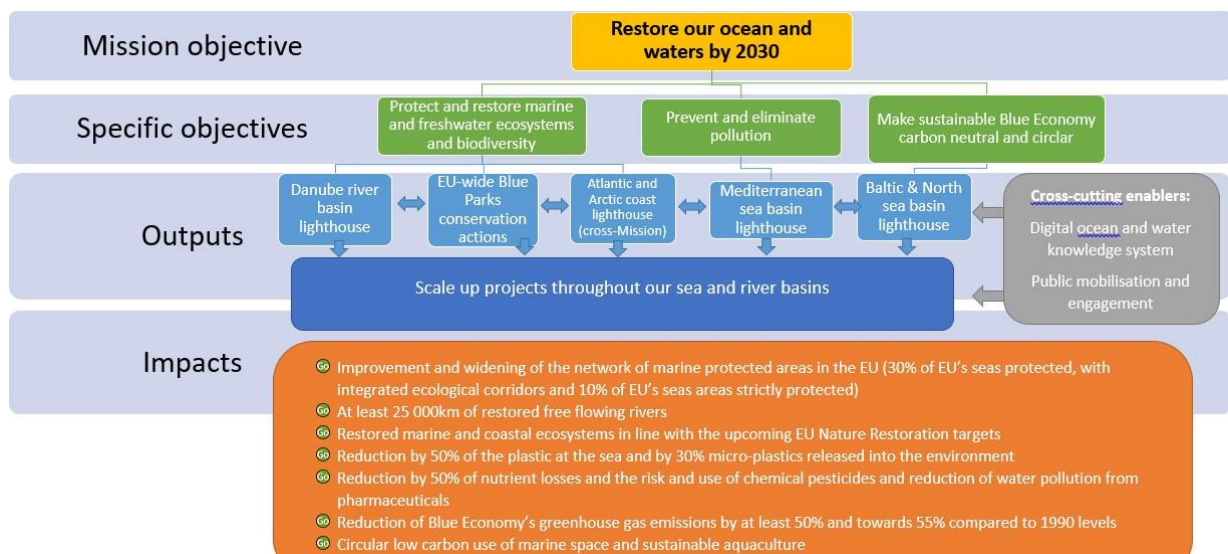 Mission objective
Restore our ocean and
waters by 2030
Specific objectives
Protect and restore marine
and freshwater ecosystems
and biodiversity
Prevent and eliminate
pollution
Make sustainable Blue Economy
carbon neutral and circlar
Outputs
Danube river
basin
lighthouse
EU-wide Blue
Parks
conservation
actions
Atlantic and
Arctic coast
lighthouse
(cross-Mission)
Mediterranean
sea basin
lighthouse
Baltic & North
sea basin
lighthouse
Cross-cutting enablers:
Digital ocean and water
knowledge system
Public mobilisation and
engagement
Scale up projects throughout our sea and river basins
Impacts
Go Improvement and widening of the network of marine protected areas in the EU (30% of EU's seas protected, with
integrated ecological corridors and 10% of EU's seas areas strictly protected)
Go At least 25 000km of restored free flowing rivers
Go Restored marine and coastal ecosystems in line with the upcoming EU Nature Restoration targets
Go Reduction by 50% of the plastic at the sea and by 30% micro-plastics released into the environment
Go Reduction by 50% of nutrient losses and the risk and use of chemical pesticides and reduction of water pollution from
pharmaceuticals
Go Reduction of Blue Economy's greenhouse gas emissions by at least 50% and towards 55% compared to 1990 levels
Go Circular low carbon use of marine space and sustainable aquaculture